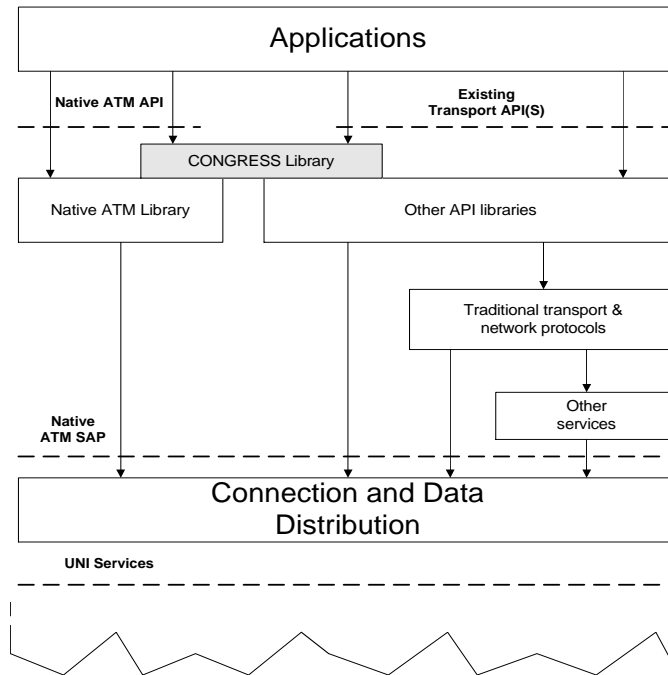 Applications
Native ATM API
Existing
Transport API(S)
CONGRESS Library
Native ATM Library
Other API libraries
Traditional transport &
network protocols
Other
services
Native
ATM SAP
Connection and Data
Distribution
UNI Services